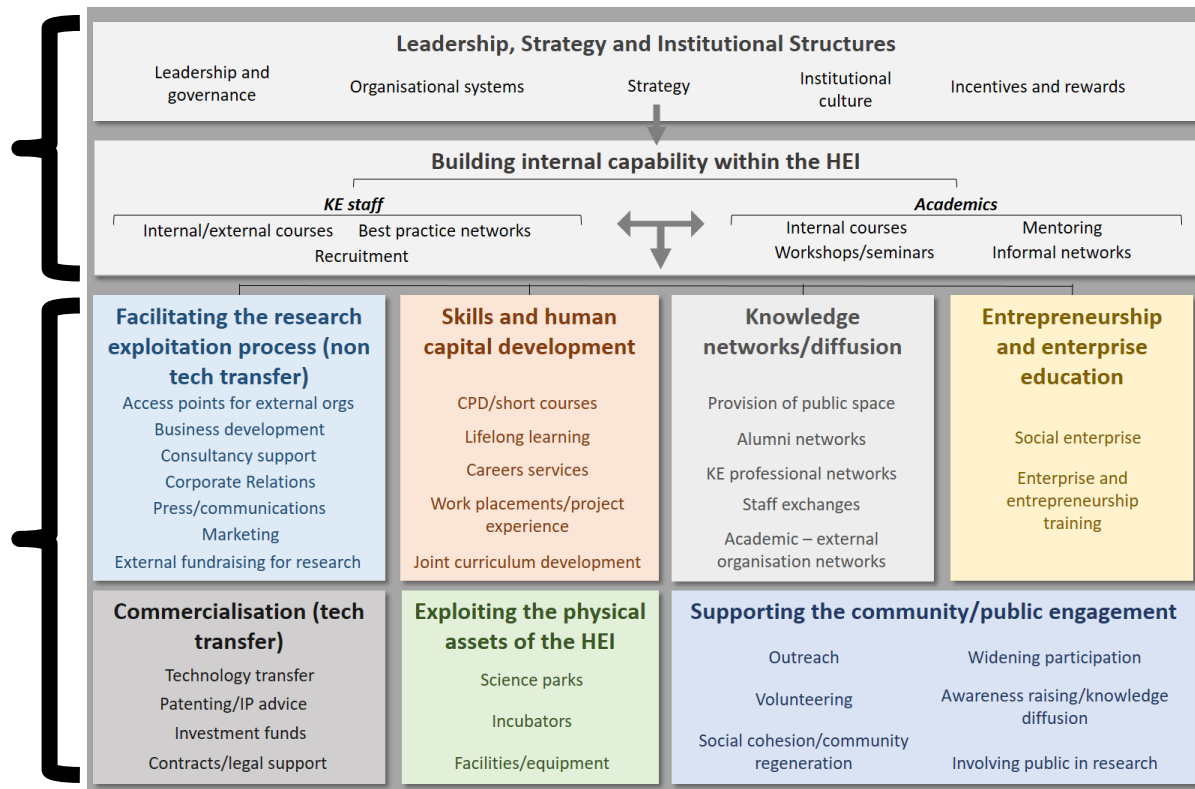 Leadership, Strategy and Institutional Structures
Leadership and
governance
Organisational systems
Strategy
Institutional
culture
Incentives and rewards
Building internal capability within the HEI
KE staff
Internal/external courses
Best practice networks
Recruitment
Academics
Internal courses
Mentoring
Workshops/seminars
Informal networks
Facilitating the research
exploitation process (non
tech transfer)
Access points for external orgs
Business development
Consultancy support
Corporate Relations
Press/communications
Marketing
External fundraising for research
Skills and human
capital development
CPD/short courses
Lifelong learning
Careers services
Work placements/project
experience
Joint curriculum development
Knowledge
networks/diffusion
Provision of public space
Alumni networks
KE professional networks
Staff exchanges
Academic – external
organisation networks
Entrepreneurship
and enterprise
education
Social enterprise
Enterprise and
entrepreneurship
training
Commercialisation (tech
transfer)
Technology transfer
Patenting/IP advice
Investment funds
Contracts/legal support
Exploiting the physical
assets of the HEI
Science parks
Incubators
Facilities/equipment
Supporting the community/public engagement
Outreach
Volunteering
Social cohesion/community
regeneration
Widening participation
Awareness raising/knowledge
diffusion
Involving public in research